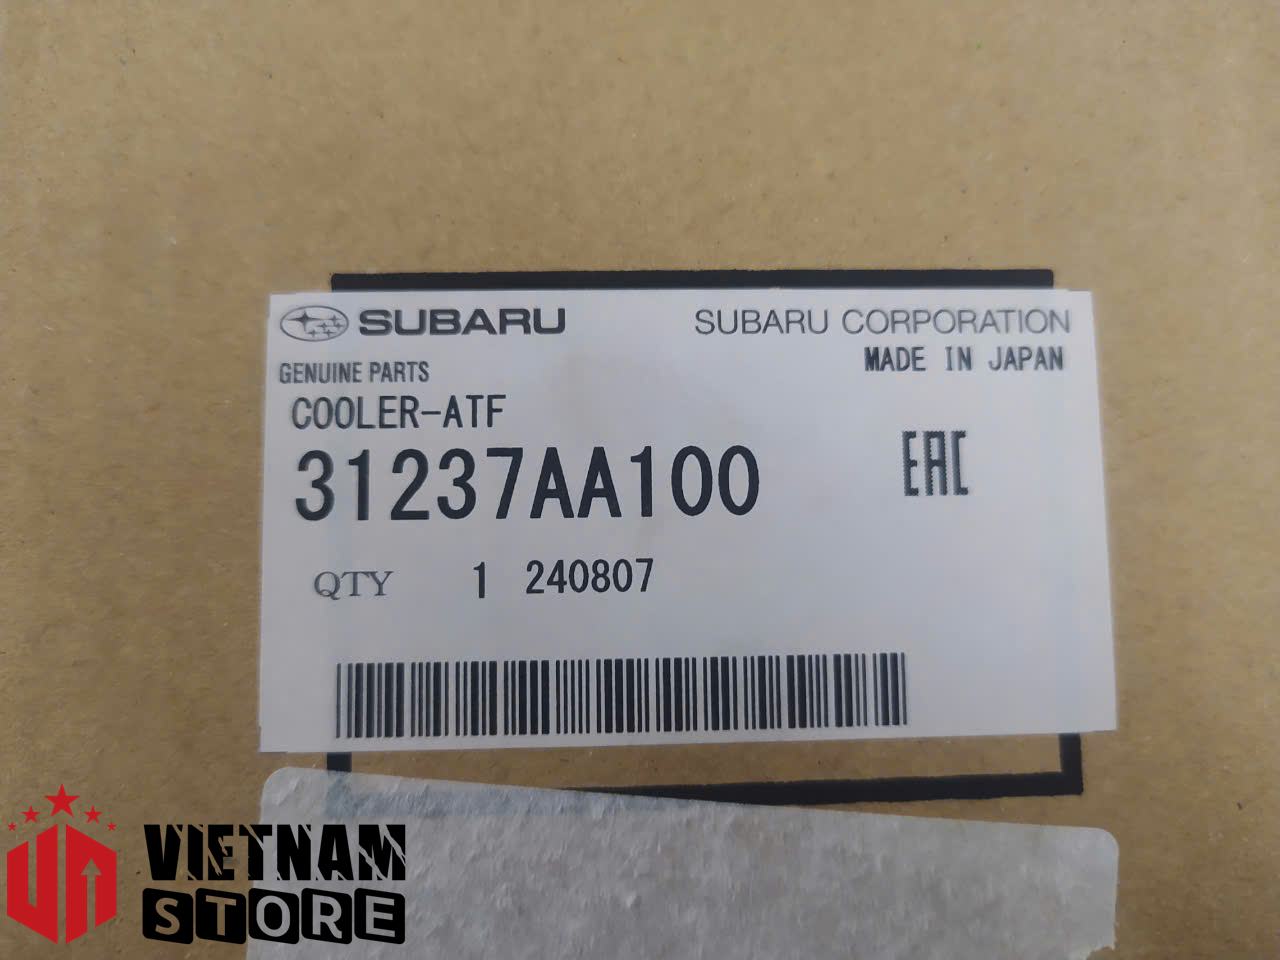 SUBARU
SUBARU CORPORATION
MADE IN JAPAN
GENUINE PARTS
COOLER-ATF
31237AA100
EAC
QTY 1 240807
VIETNAM
STORE